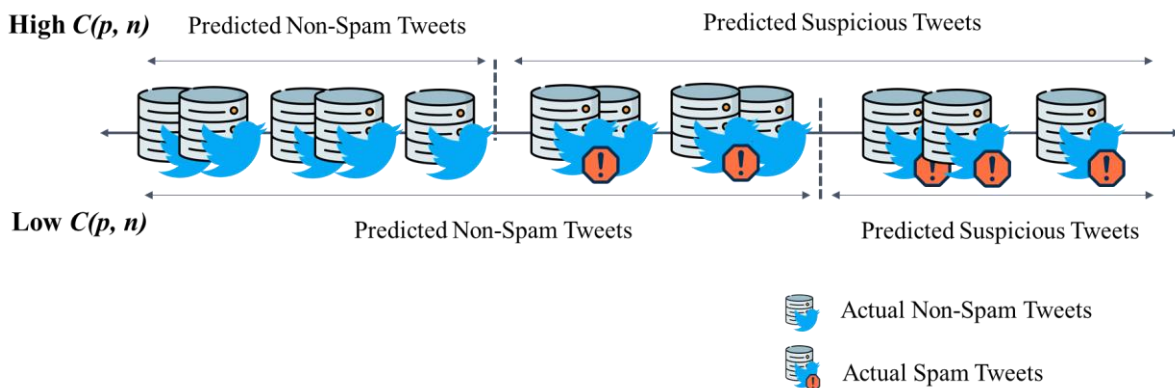 High C(p, n)
Predicted Non-Spam Tweets
Predicted Suspicious Tweets
Low C(p, n)
Predicted Non-Spam Tweets
Predicted Suspicious Tweets
Actual Non-Spam Tweets
Actual Spam Tweets